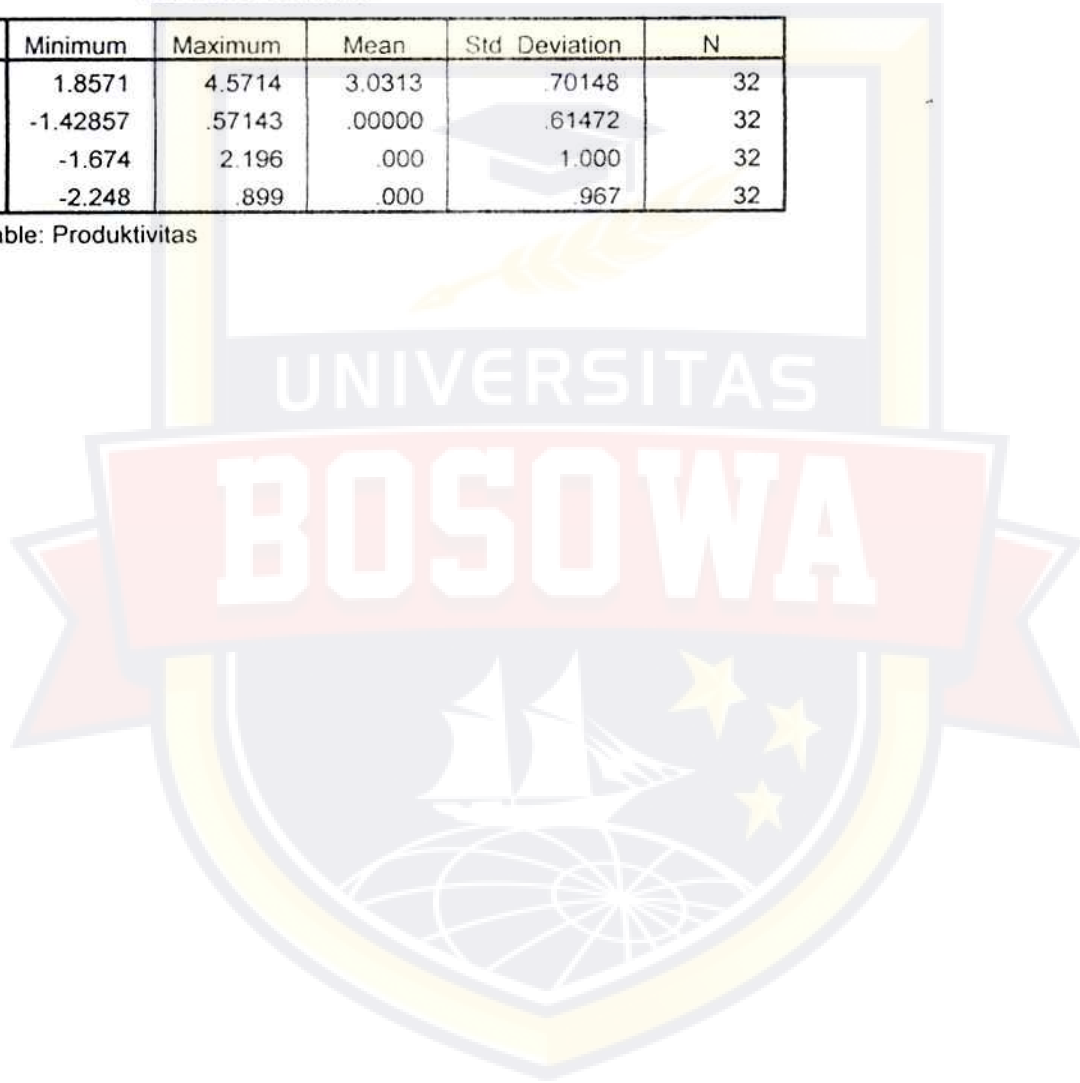 Minimum Maximum Mean Std. Deviation N
1.8571 4.5714 3.0313 .70148 32
-1.42857 .57143 .00000 .61472 32
-1.674 2.196 .000 1.000 32
-2.248 .899 .000 .967 32
able: Produktivitas
UNIVERSITAS
BOSOWA